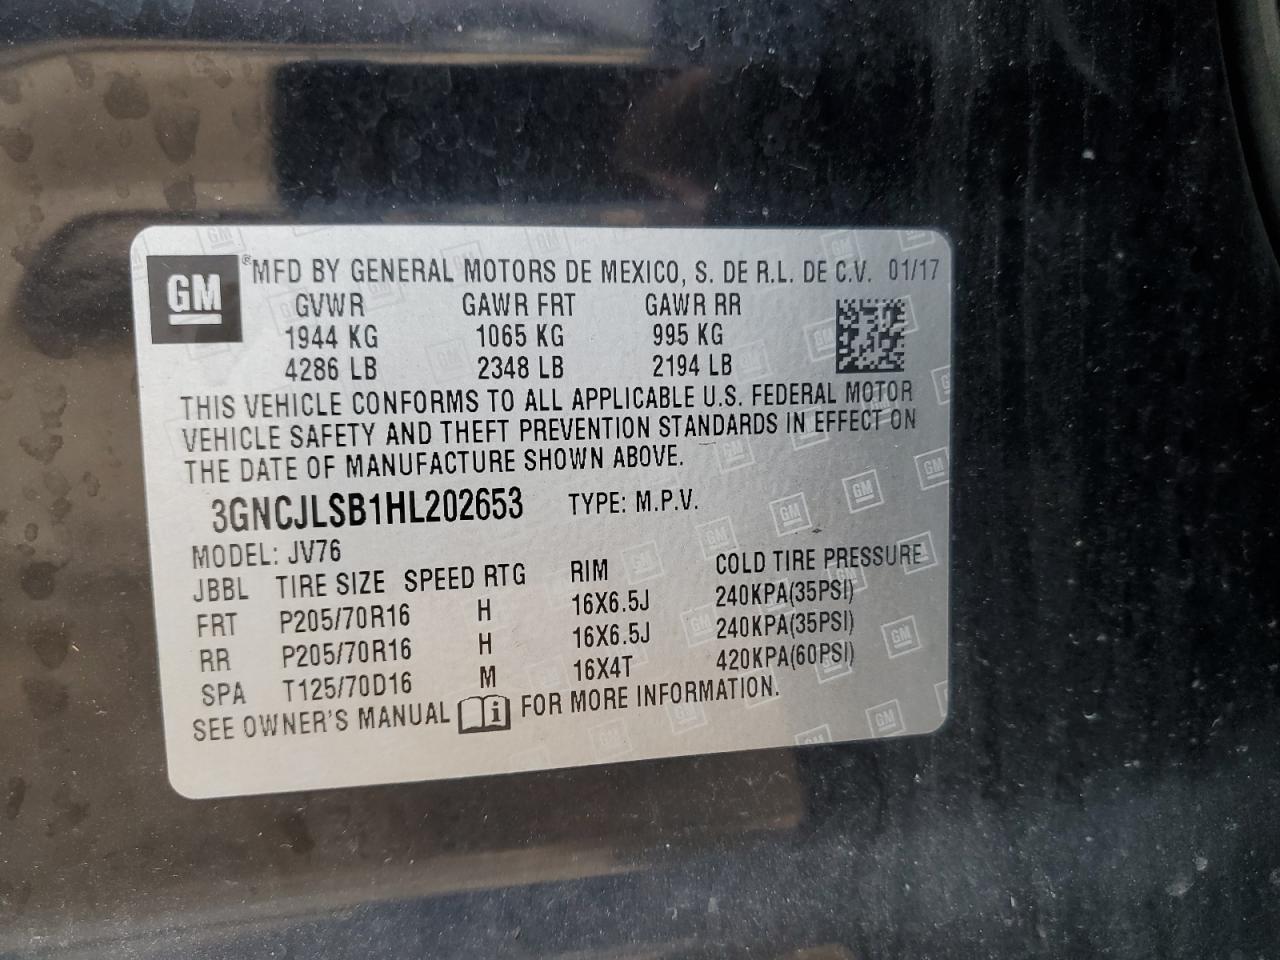 GM ® MFD BY GENERAL MOTORS DE MEXICO, S. DE R.L. DE C.V. 01/17
GVWR GAWR FRT GAWR RR
1944 KG 1065 KG 995 KG
4286 LB 2348 LB 2194 LB
THIS VEHICLE CONFORMS TO ALL APPLICABLE U.S. FEDERAL MOTOR
VEHICLE SAFETY AND THEFT PREVENTION STANDARDS IN EFFECT ON
THE DATE OF MANUFACTURE SHOWN ABOVE.
3GNCJLSB1HL202653 TYPE: M.P.V.
MODEL: JV76
JBBL TIRE SIZE SPEED RTG RIM COLD TIRE PRESSURE
FRT P205/70R16 H 16X6.5J 240KPA(35PSI)
RR P205/70R16 H 16X6.5J 240KPA(35PSI)
SPA T125/70D16 M 16X4T 420KPA(60PSI)
SEE OWNER'S MANUAL i FOR MORE INFORMATION.